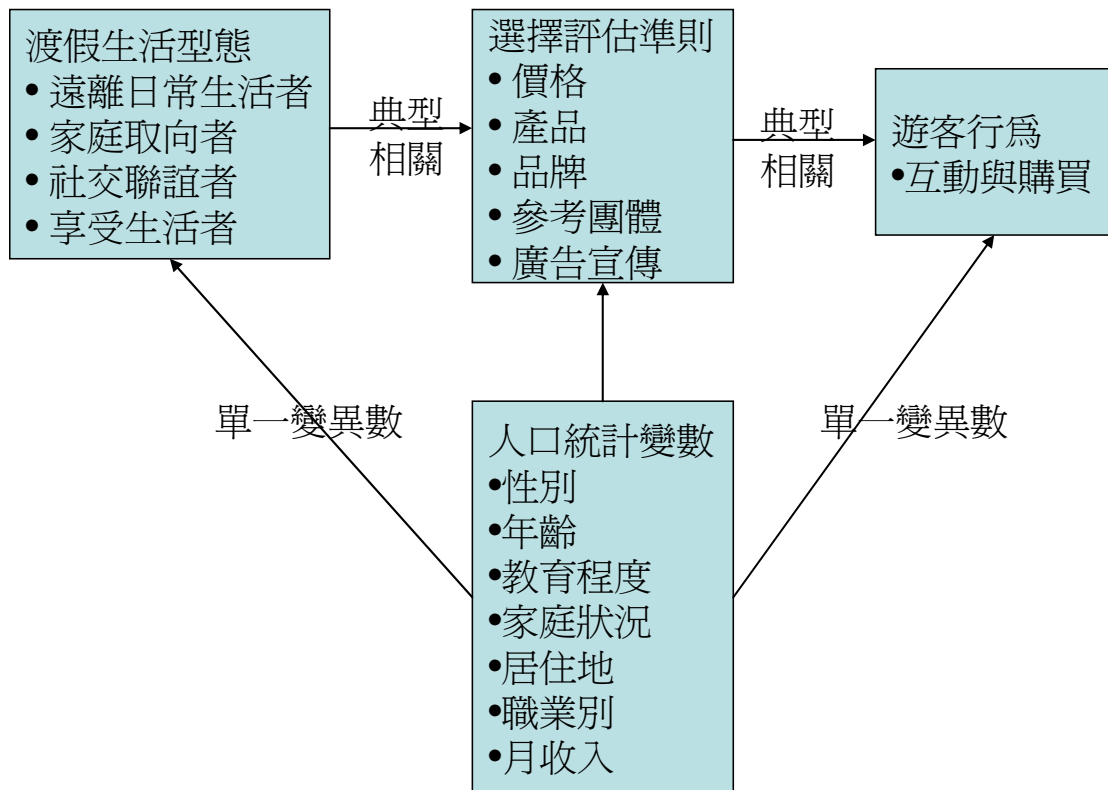 渡假生活型態
• 遠離日常生活者
• 家庭取向者
• 社交聯誼者
• 享受生活者
典型
相關
選擇評估準則
• 價格
• 產品
• 品牌
• 參考團體
• 廣告宣傳
典型
相關
遊客行為
•互動與購買
單一變異數
單一變異數
人口統計變數
•性別
•年齡
•教育程度
•家庭狀況
•居住地
•職業別
•月收入